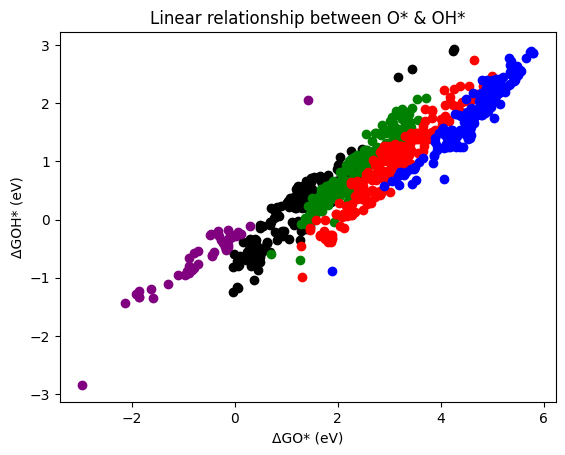 Linear relationship between O* & OH*
3
2
1
0
−1
−2
−3
ΔGOH* (eV)
−2 0 2 4 6
ΔGO* (eV)